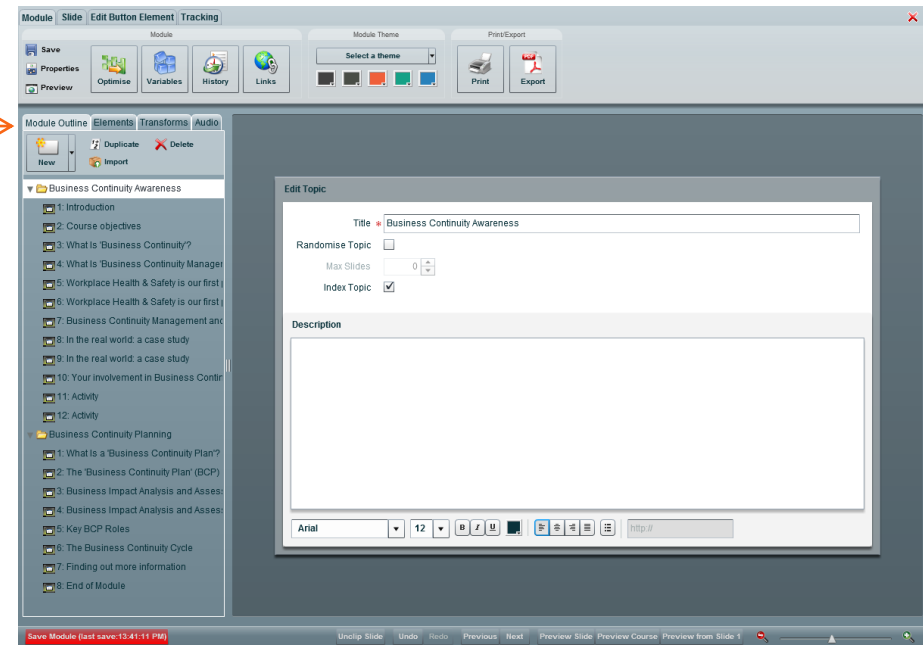 Module Slide Edit Button Element Tracking
Module
Module Theme
Print/Export
Save
Properties
Preview
Optimise
Variables
History
Links
Select a theme
Print
Export
Module Outline Elements Transforms Audio
New
Duplicate
Delete
Import
Business Continuity Awareness
1: Introduction
2: Course objectives
3: What Is 'Business Continuity'?
4: What Is 'Business Continuity Manager
5: Workplace Health & Safety is our first p
6: Workplace Health & Safety is our first p
7: Business Continuity Management and
8: In the real world: a case study
9: In the real world: a case study
10: Your involvement in Business Contin
11: Activity
12: Activity
Business Continuity Planning
1: What Is a 'Business Continuity Plan'?
2: The 'Business Continuity Plan' (BCP)
3: Business Impact Analysis and Assess
4: Business Impact Analysis and Assess
5: Key BCP Roles
6: The Business Continuity Cycle
7: Finding out more information
8: End of Module
Edit Topic
Title * Business Continuity Awareness
Randomise Topic
Max Slides 0
Index Topic
Description
Arial 12 B I U http://
Save Module (last save:13:41:11 PM) Unclip Slide Undo Redo Previous Next Preview Slide Preview Course Preview from Slide 1